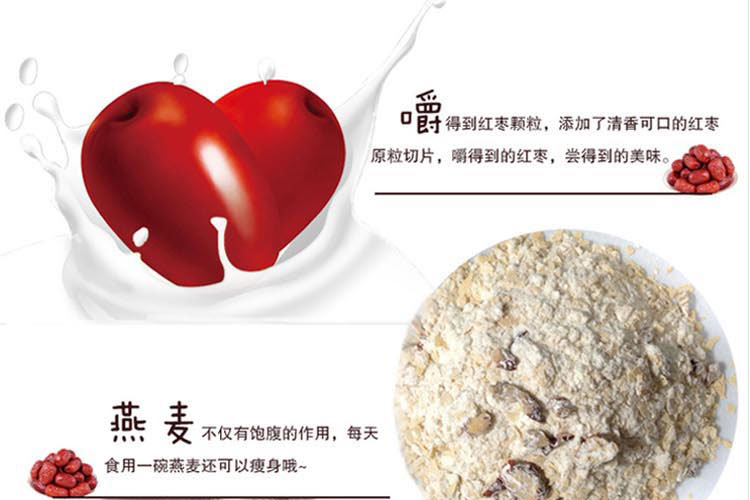 嚼得到红枣颗粒，添加了清香可口的红枣
原粒切片，嚼得到的红枣，尝得到的美味。
燕麦不仅有饱腹的作用，每天
食用一碗燕麦还可以瘦身哦~